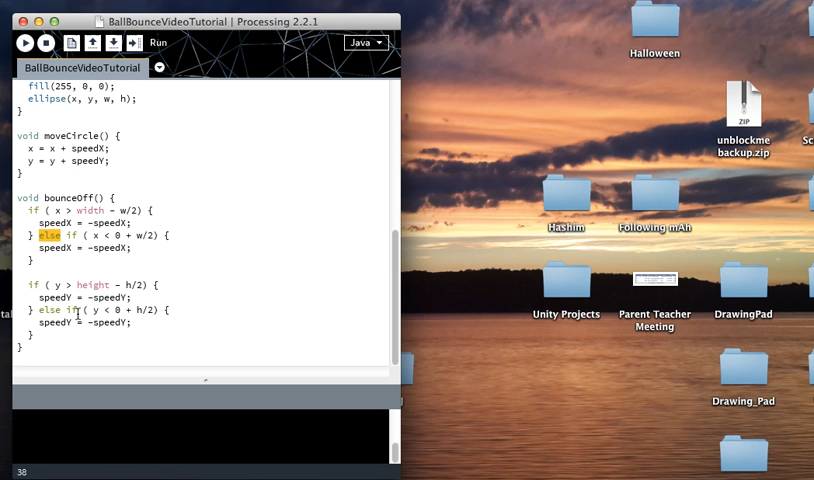 BallBounceVideoTutorial | Processing 2.2.1
Run
Java
BallBounceVideoTutorial
fill(255, 0, 0);
ellipse(x, y, w, h);
}
void moveCircle() {
x = x + speedX;
y = y + speedY;
}
void bounceOff() {
if ( x > width - w/2) {
speedX = -speedX;
} else if ( x < 0 + w/2) {
speedX = -speedX;
}
if ( y > height - h/2) {
speedY = -speedY;
} else if ( y < 0 + h/2) {
speedY = -speedY;
}
}
38
Halloween
ZIP
unblockme
backup.zip
Hashim
Following mAh
Unity Projects
Parent Teacher
Meeting
DrawingPad
Drawing_Pad